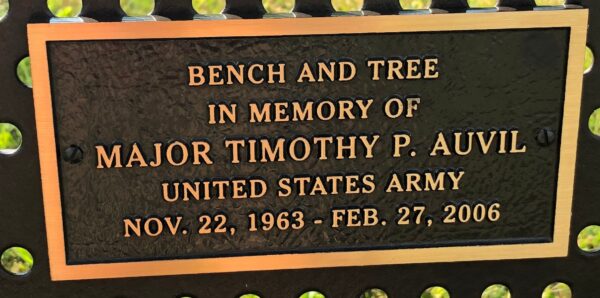 BENCH AND TREE
IN MEMORY OF
MAJOR TIMOTHY P. AUVIL
UNITED STATES ARMY
NOV. 22, 1963 - FEB. 27, 2006